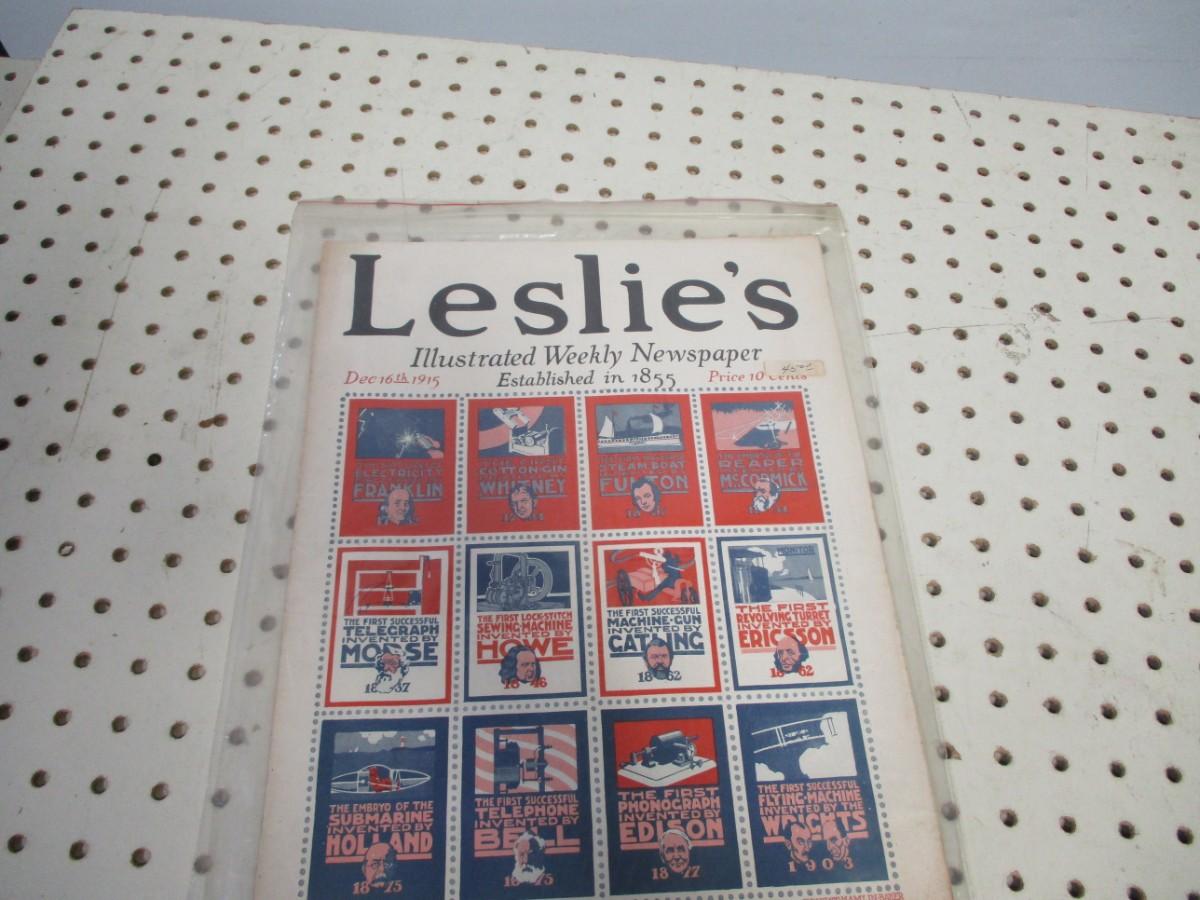 Leslie's
Illustrated Weekly Newspaper
Dec 16th 1915
Established in 1855
Price 10 Cents
ELECTRICITY
FRANKLIN
COTTON-GIN
WHITNEY
STEAM BOAT
FULTON
REAPER
McCORMICK
THE FIRST SUCCESSFUL
TELEGRAPH
INVENTED BY
MORSE
1837
THE FIRST LOCK-STITCH
SEWING-MACHINE
INVENTED BY
HOWE
1846
THE FIRST SUCCESSFUL
MACHINE-GUN
INVENTED BY
GATLING
1862
MONITOR
THE FIRST
REVOLVING TURRET
INVENTED BY
ERICSSON
1862
THE EMBRYO OF THE
SUBMARINE
INVENTED BY
HOLLAND
1875
THE FIRST SUCCESSFUL
TELEPHONE
INVENTED BY
BELL
1875
THE FIRST
PHONOGRAPH
INVENTED BY
EDISON
1877
THE FIRST SUCCESSFUL
FLYING-MACHINE
INVENTED BY THE
WRIGHTS
1903